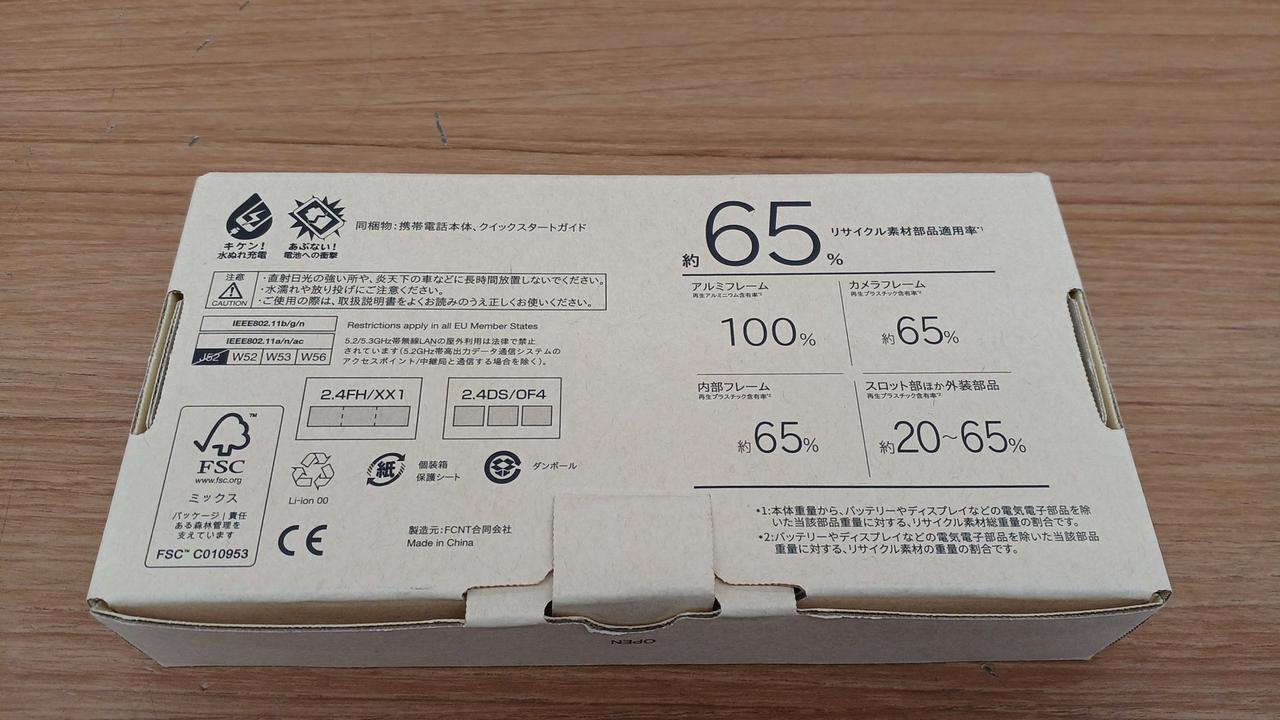 キケン!
水ぬれ充電
あぶない!
電池への衝撃
同梱物:携帯電話本体、クイックスタートガイド
注意
CAUTION
・直射日光の強い所や、炎天下の車などに長時間放置しないでください。
・水濡れや放り投げにご注意ください。
・ご使用の際は、取扱説明書をよくお読みのうえ正しくお使いください。
IEEE802.11b/g/n
IEEE802.11a/n/ac
J52 W52 W53 W56
Restrictions apply in all EU Member States
5.2/5.3GHz帯無線LANの屋外利用は法律で禁止
されています(5.2GHz帯高出力データ通信システムの
アクセスポイント/中継局と通信する場合を除く)。
2.4FH/XX1
2.4DS/OF4
FSC
www.fsc.org
ミックス
パッケージ|責任
ある森林管理を
支えています
FSC™ C010953
Li-ion 00
紙
個装箱
保護シート
ダンボール
CE
製造元:FCNT合同会社
Made in China
約65%
リサイクル素材部品適用率*1
アルミフレーム
再生アルミニウム含有率*2
100%
カメラフレーム
再生プラスチック含有率*2
約65%
内部フレーム
再生プラスチック含有率*2
約65%
スロット部ほか外装部品
再生プラスチック含有率*2
約20~65%
*1:本体重量から、バッテリーやディスプレイなどの電気電子部品を除
いた当該部品重量に対する、リサイクル素材総重量の割合です。
*2:バッテリーやディスプレイなどの電気電子部品を除いた当該部品
重量に対する、リサイクル素材の重量の割合です。
OPEN